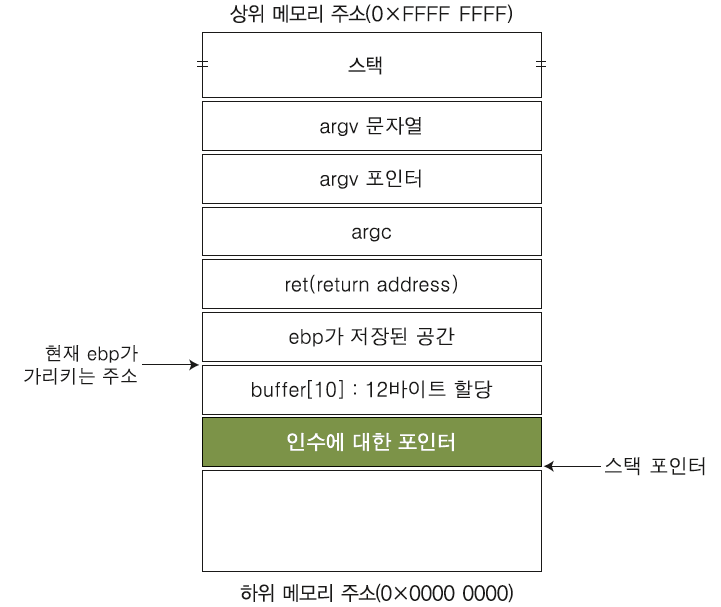 상위 메모리 주소(0×FFFF FFFF)
스택
argv 문자열
argv 포인터
argc
ret(return address)
ebp가 저장된 공간
현재 ebp가
가리키는 주소
buffer[10] : 12바이트 할당
인수에 대한 포인터
스택 포인터
하위 메모리 주소(0×0000 0000)